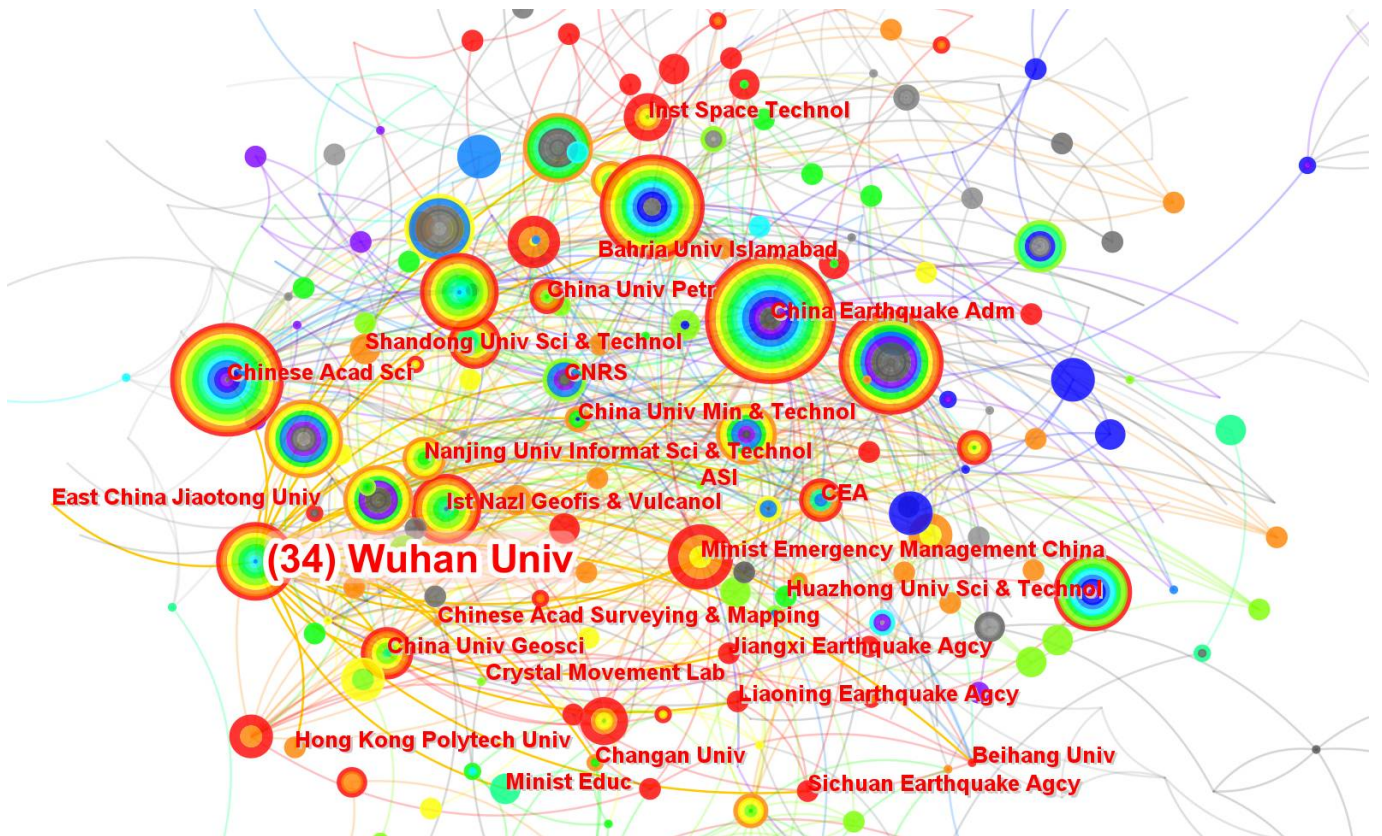 Inst Space Technol
Bahria Univ Islamabad
China Univ Petr
China Earthquake Adm
Shandong Univ Sci & Technol
Chinese Acad Sci
CNRS
China Univ Min & Technol
Nanjing Univ Informat Sci & Technol
ASI
East China Jiaotong Univ
Ist Nazl Geofis & Vulcanol
CEA
(34) Wuhan Univ
Minist Emergency Management China
Huazhong Univ Sci & Technol
Chinese Acad Surveying & Mapping
China Univ Geosci
Jiangxi Earthquake Agcy
Crystal Movement Lab
Liaoning Earthquake Agcy
Hong Kong Polytech Univ
Changan Univ
Beihang Univ
Minist Educ
Sichuan Earthquake Agcy